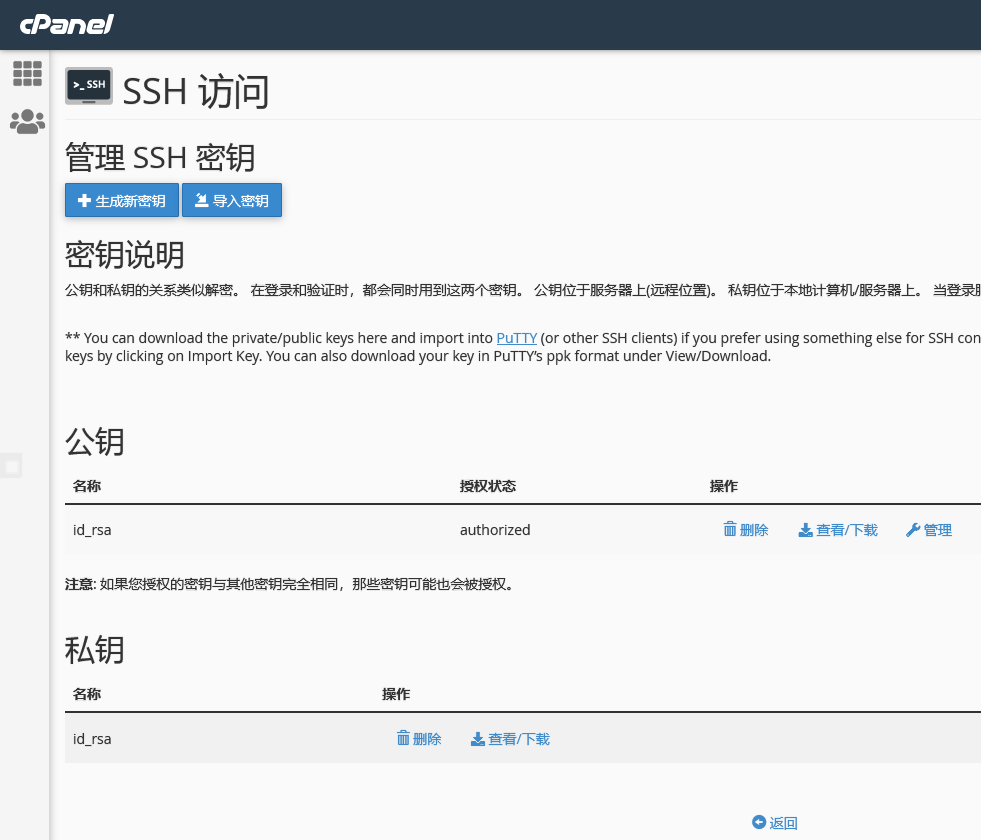 cPanel
>_ SSH
SSH 访问
管理 SSH 密钥
生成新密钥 导入密钥
密钥说明
公钥和私钥的关系类似解密。 在登录和验证时，都会同时用到这两个密钥。 公钥位于服务器上(远程位置)。 私钥位于本地计算机/服务器上。 当登录
** You can download the private/public keys here and import into PuTTY (or other SSH clients) if you prefer using something else for SSH con
keys by clicking on Import Key. You can also download your key in PuTTY’s ppk format under View/Download.
公钥
名称 授权状态 操作
id_rsa authorized 删除 查看/下载 管理
注意: 如果您授权的密钥与其他密钥完全相同，那些密钥可能也会被授权。
私钥
名称 操作
id_rsa 删除 查看/下载
返回